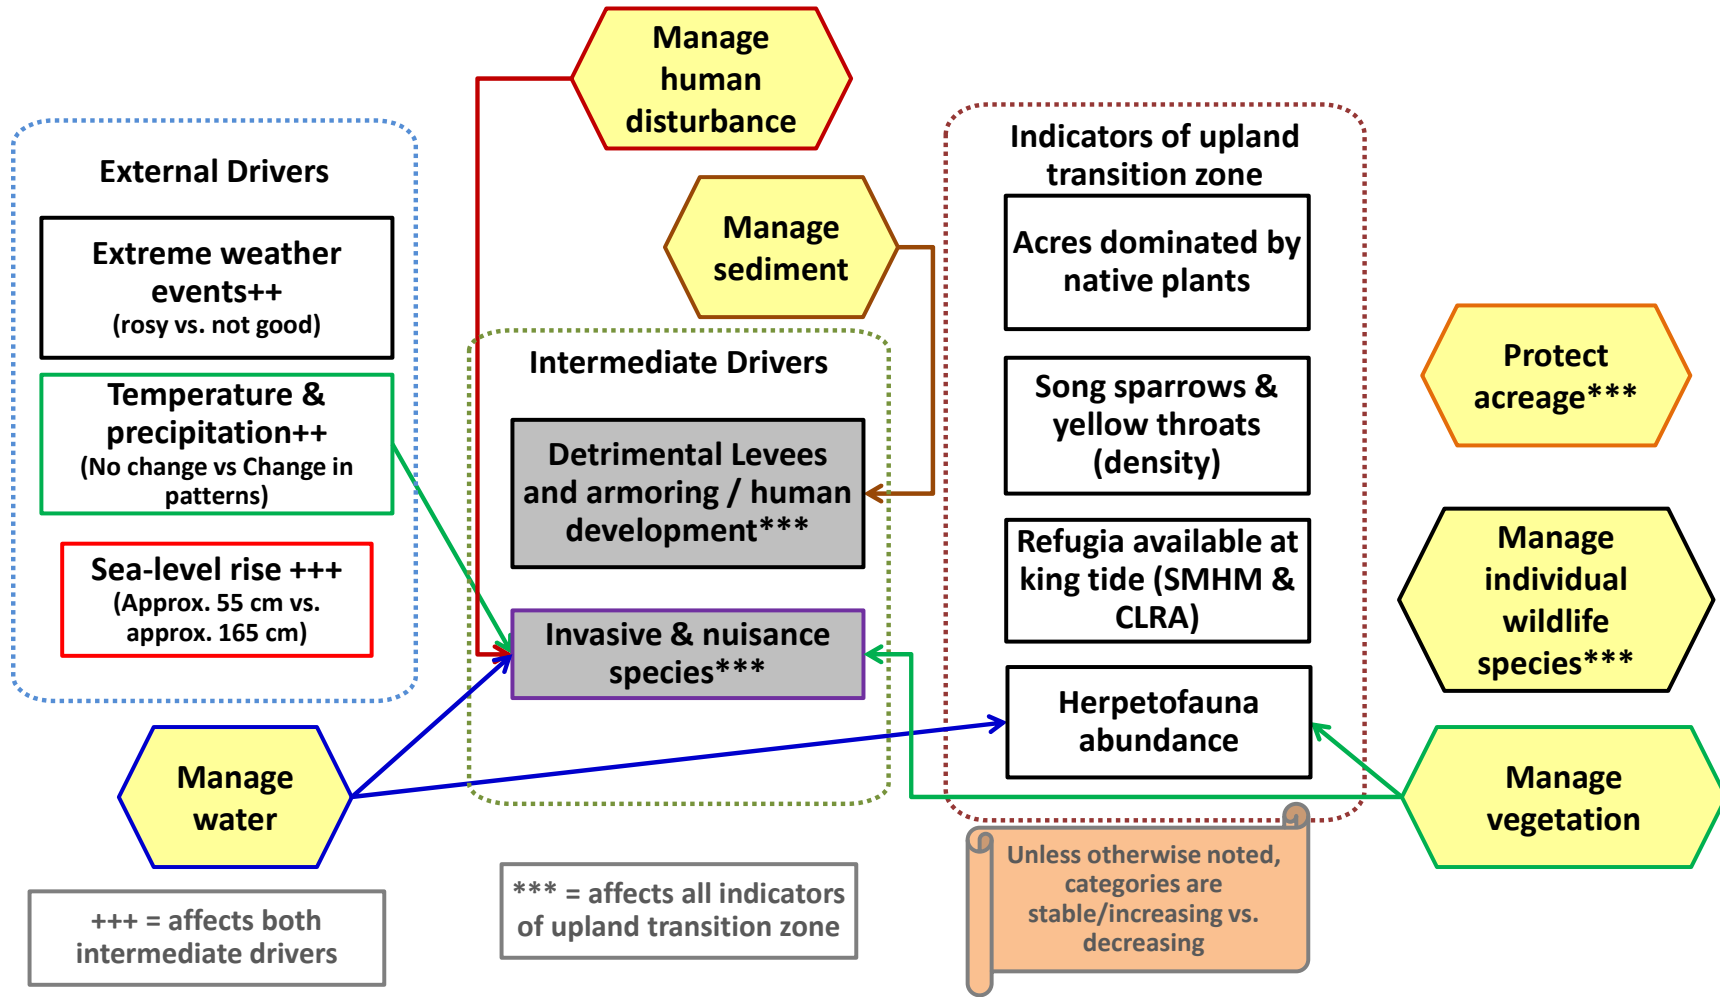 Manage
human
disturbance
External Drivers
Extreme weather
events++
(rosy vs. not good)
Temperature &
precipitation++
(No change vs Change in
patterns)
Sea-level rise +++
(Approx. 55 cm vs.
approx. 165 cm)
Manage
sediment
Intermediate Drivers
Detrimental Levees
and armoring / human
development***
Invasive & nuisance
species***
Indicators of upland
transition zone
Acres dominated by
native plants
Song sparrows &
yellow throats
(density)
Refugia available at
king tide (SMHM &
CLRA)
Herpetofauna
abundance
Protect
acreage***
Manage
individual
wildlife
species***
Manage
water
Manage
vegetation
+++ = affects both
intermediate drivers
*** = affects all indicators
of upland transition zone
Unless otherwise noted,
categories are
stable/increasing vs.
decreasing